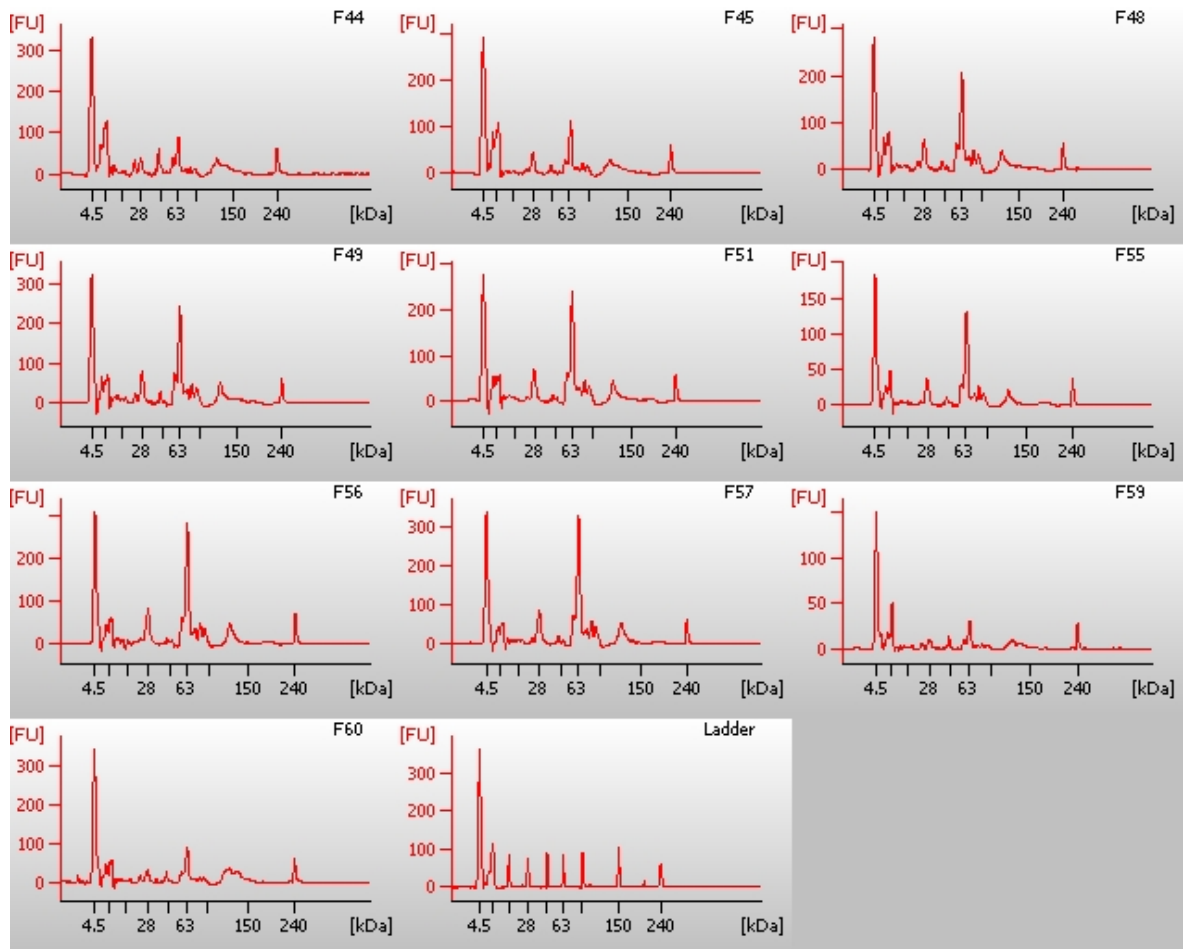 [FU] F44
300
200
100
0
4.5 28 63 150 240 [kDa]
[FU] F45
200
100
0
4.5 28 63 150 240 [kDa]
[FU] F48
200
100
0
4.5 28 63 150 240 [kDa]
[FU] F49
300
200
100
0
4.5 28 63 150 240 [kDa]
[FU] F51
200
100
0
4.5 28 63 150 240 [kDa]
[FU] F55
150
100
50
0
4.5 28 63 150 240 [kDa]
[FU] F56
200
100
0
4.5 28 63 150 240 [kDa]
[FU] F57
300
200
100
0
4.5 28 63 150 240 [kDa]
[FU] F59
100
50
0
4.5 28 63 150 240 [kDa]
[FU] F60
300
200
100
0
4.5 28 63 150 240 [kDa]
[FU] Ladder
300
200
100
0
4.5 28 63 150 240 [kDa]